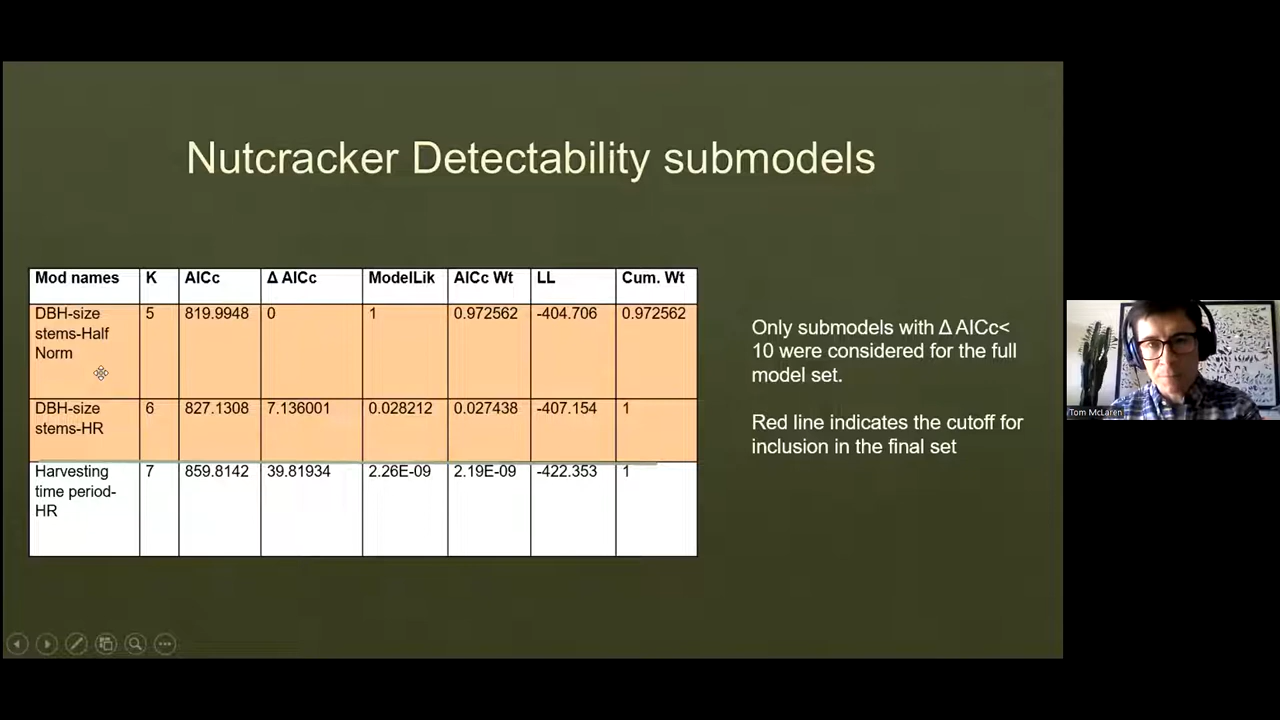 Nutcracker Detectability submodels
Mod names K AICc Δ AICc ModelLik AICc Wt LL Cum. Wt
DBH-size 5 819.9948 0 1 0.972562 -404.706 0.972562
stems-Half
Norm
DBH-size 6 827.1308 7.136001 0.028212 0.027438 -407.154 1
stems-HR
Harvesting 7 859.8142 39.81934 2.26E-09 2.19E-09 -422.353 1
time period-
HR
Only submodels with Δ AICc<
10 were considered for the full
model set.
Red line indicates the cutoff for
inclusion in the final set
Tom McLaren